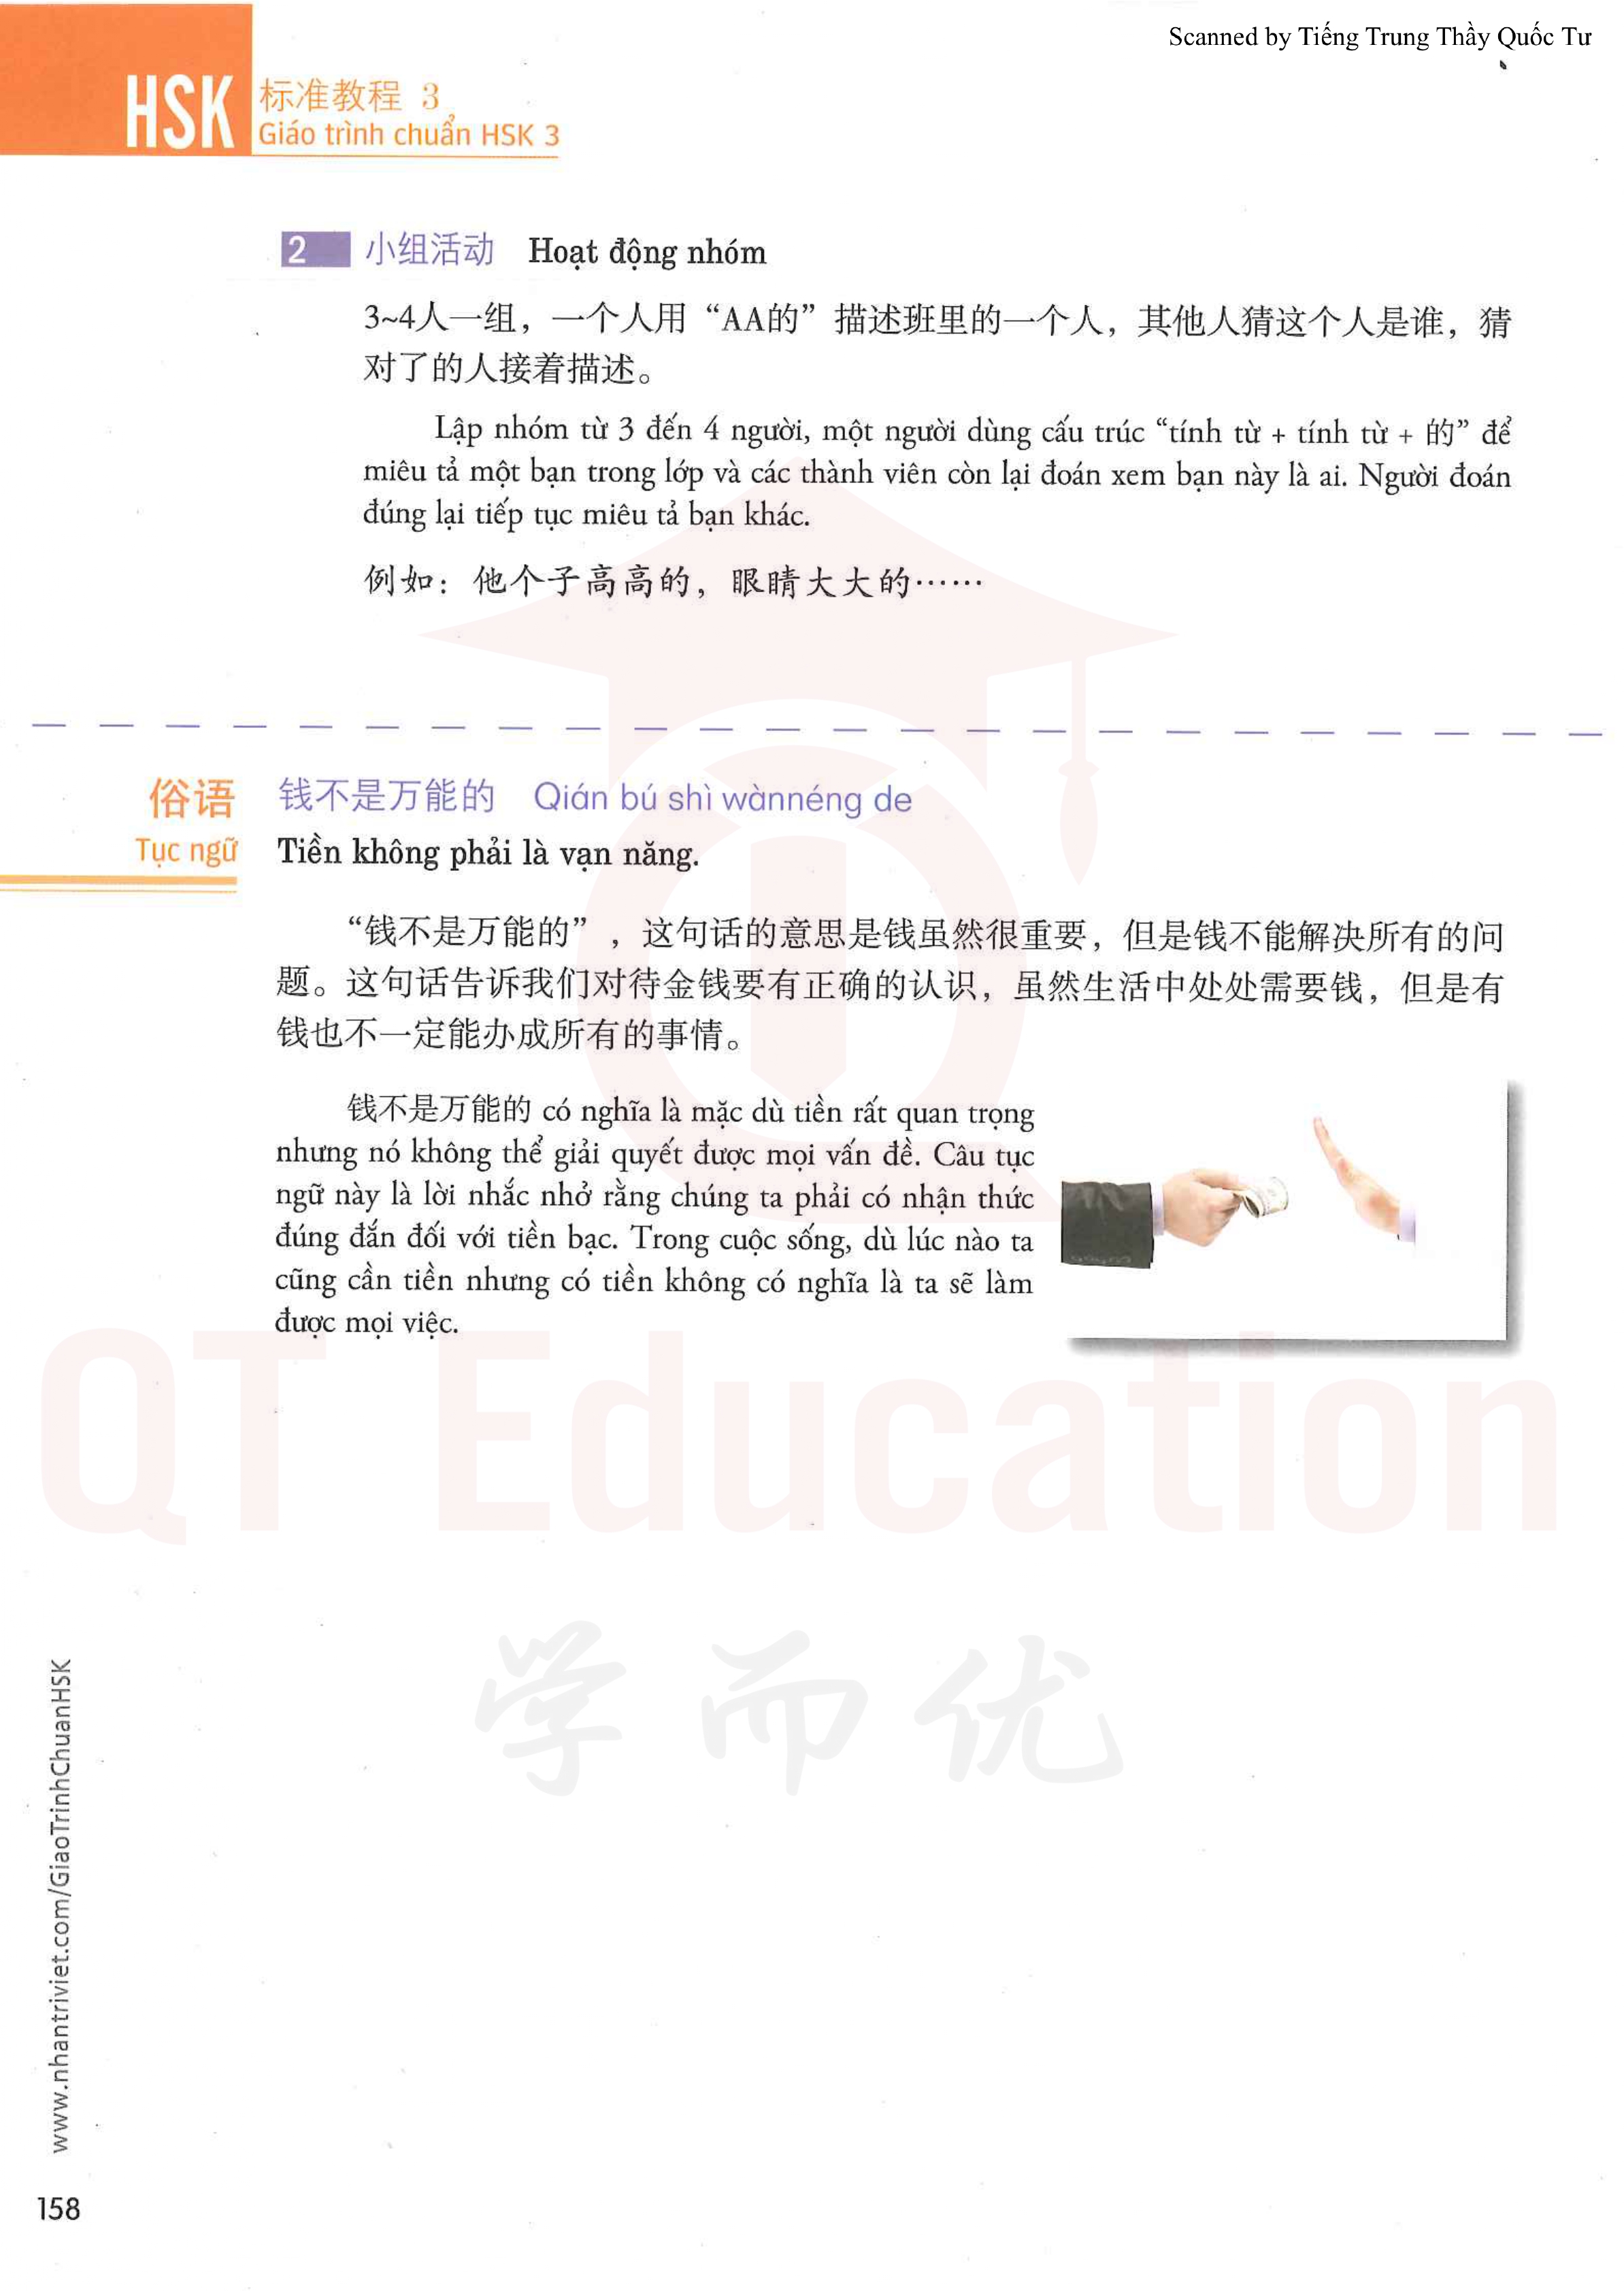 Scanned by Tiếng Trung Thầy Quốc Tư
HSK
标准教程 3
Giáo trình chuẩn HSK 3
2 小组活动 Hoạt động nhóm
3~4人一组，一个人用“AA的”描述班里的一个人，其他人猜这个人是谁，猜
对了的人接着描述。
Lập nhóm từ 3 đến 4 người, một người dùng cấu trúc “tính từ + tính từ + 的” để
miêu tả một bạn trong lớp và các thành viên còn lại đoán xem bạn này là ai. Người đoán
đúng lại tiếp tục miêu tả bạn khác.
例如：他个子高高的，眼睛大大的……
俗语 钱不是万能的 Qián bú shì wànnéng de
Tục ngữ Tiền không phải là vạn năng.
“钱不是万能的”，这句话的意思是钱虽然很重要，但是钱不能解决所有的问
题。这句话告诉我们对待金钱要有正确的认识，虽然生活中处处需要钱，但是有
钱也不一定能办成所有的事情。
钱不是万能的 có nghĩa là mặc dù tiền rất quan trọng
nhưng nó không thể giải quyết được mọi vấn đề. Câu tục
ngữ này là lời nhắc nhở rằng chúng ta phải có nhận thức
đúng đắn đối với tiền bạc. Trong cuộc sống, dù lúc nào ta
cũng cần tiền nhưng có tiền không có nghĩa là ta sẽ làm
được mọi việc.
QT Education
学而优
www.nhantriviet.com/GiaoTrinhChuanHSK
158